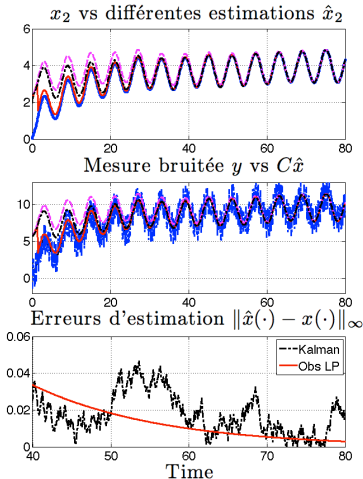 x₂ vs différentes estimations x̂₂
6
4
2
0
0 20 40 60 80
Mesure bruitée y vs Cx̂
10
5
0
0 20 40 60 80
Erreurs d'estimation ‖x̂(·) − x(·)‖∞
0.06
0.04
0.02
0
40 50 60 70 80
Kalman
Obs LP
Time